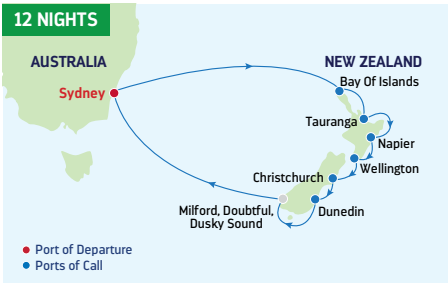 12 NIGHTS
AUSTRALIA
NEW ZEALAND
Sydney
Bay Of Islands
Tauranga
Napier
Wellington
Christchurch
Milford, Doubtful,
Dusky Sound
Dunedin
Port of Departure
Ports of Call